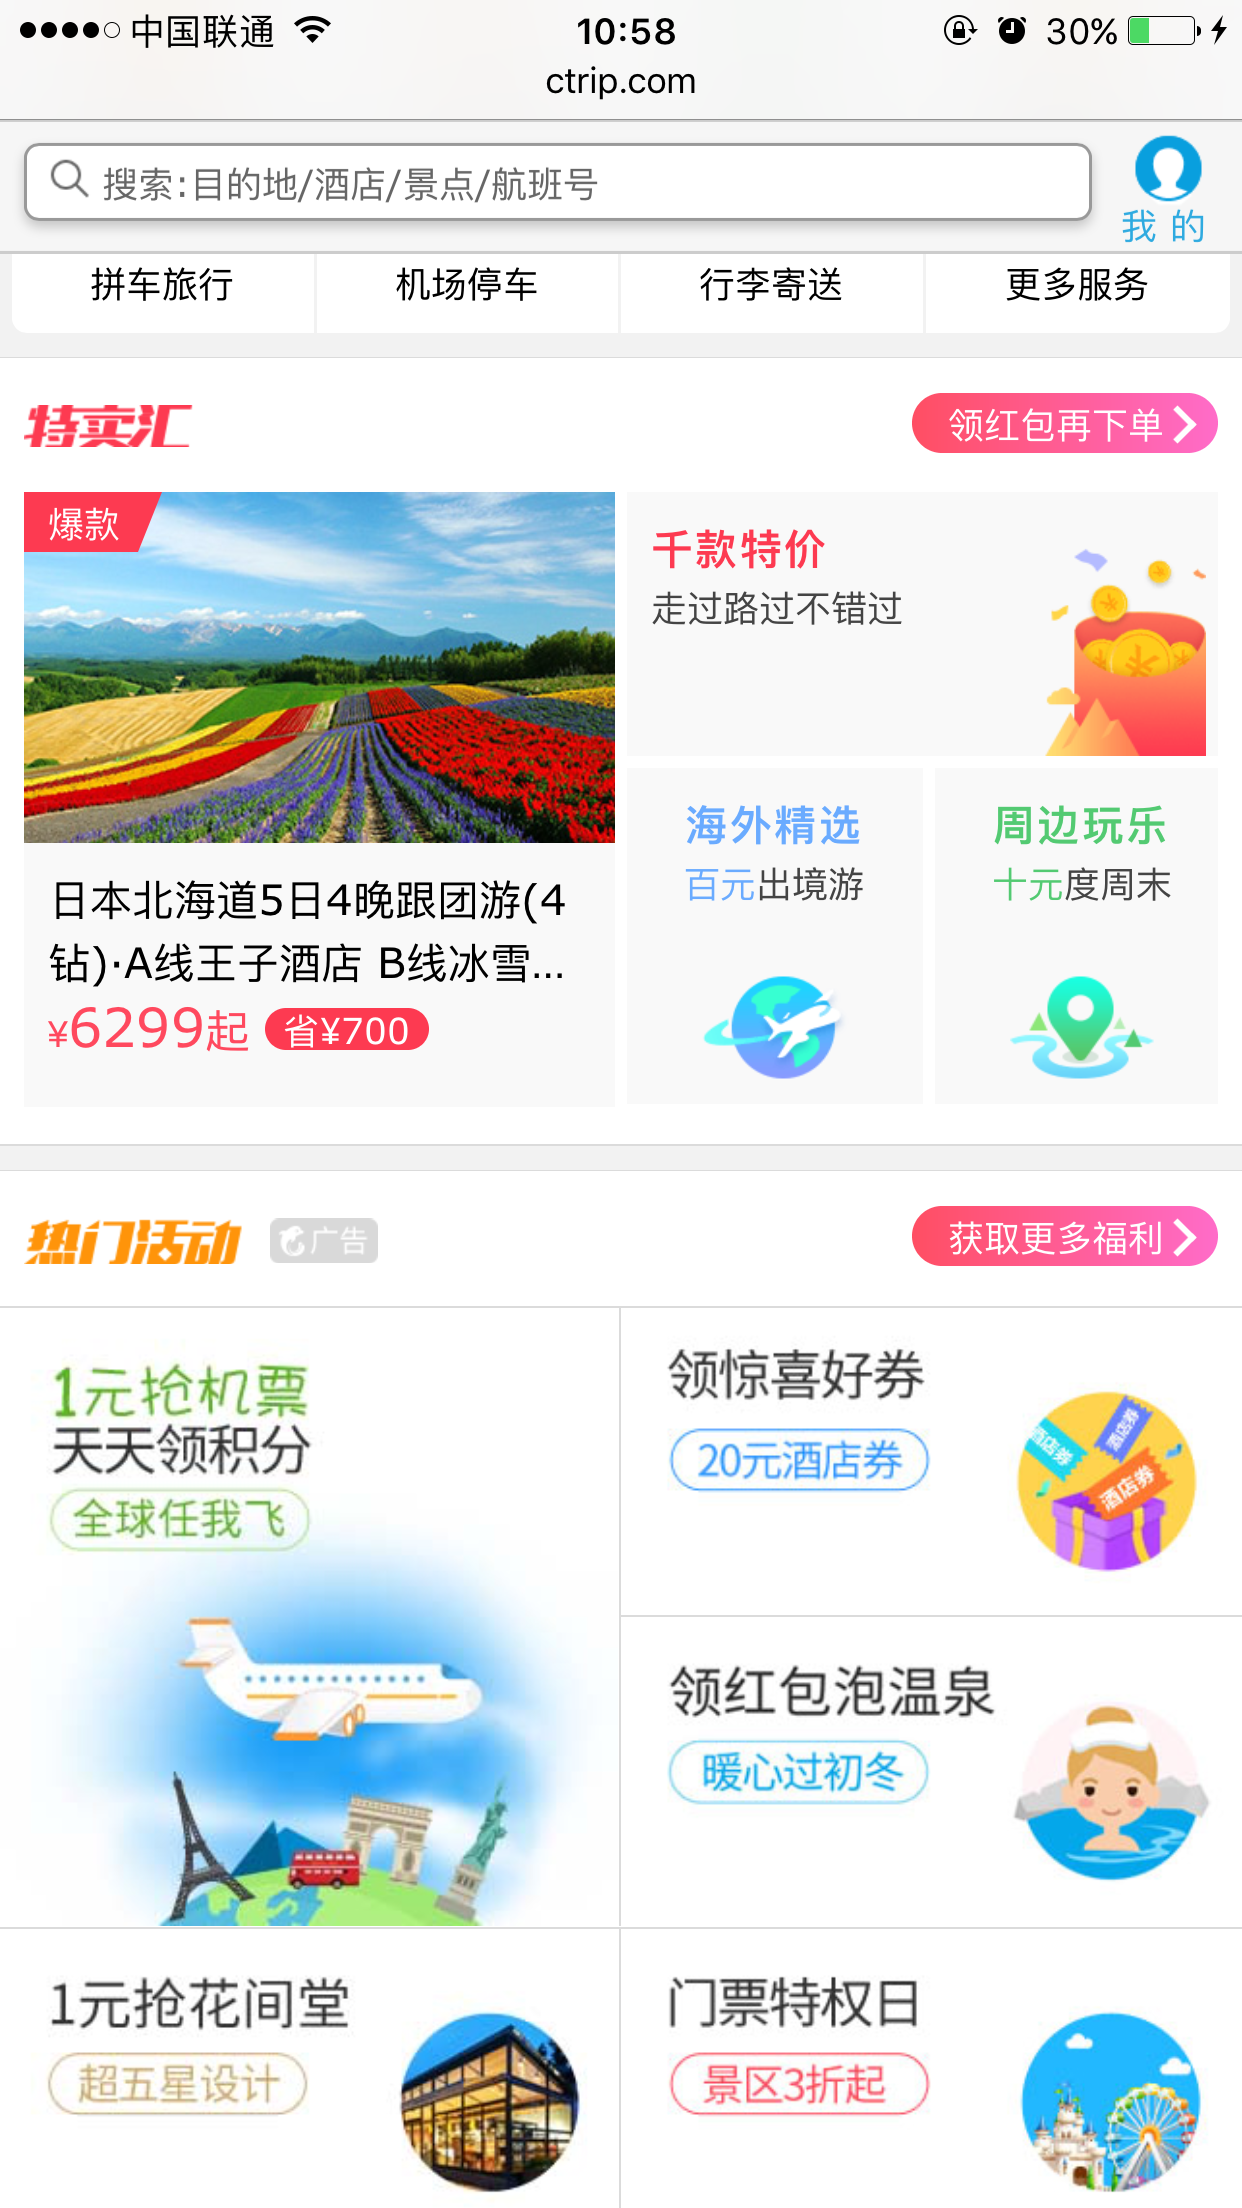 中国联通
10:58
30%
ctrip.com
搜索:目的地/酒店/景点/航班号
我的
拼车旅行
机场停车
行李寄送
更多服务
特卖汇
领红包再下单
爆款
千款特价
走过路过不错过
日本北海道5日4晚跟团游(4
钻)·A线王子酒店 B线冰雪...
¥6299起
省¥700
海外精选
百元出境游
周边玩乐
十元度周末
热门活动
广告
获取更多福利
1元抢机票
天天领积分
全球任我飞
领惊喜好券
20元酒店券
酒店券
酒店券
酒店券
领红包泡温泉
暖心过初冬
1元抢花间堂
超五星设计
门票特权日
景区3折起